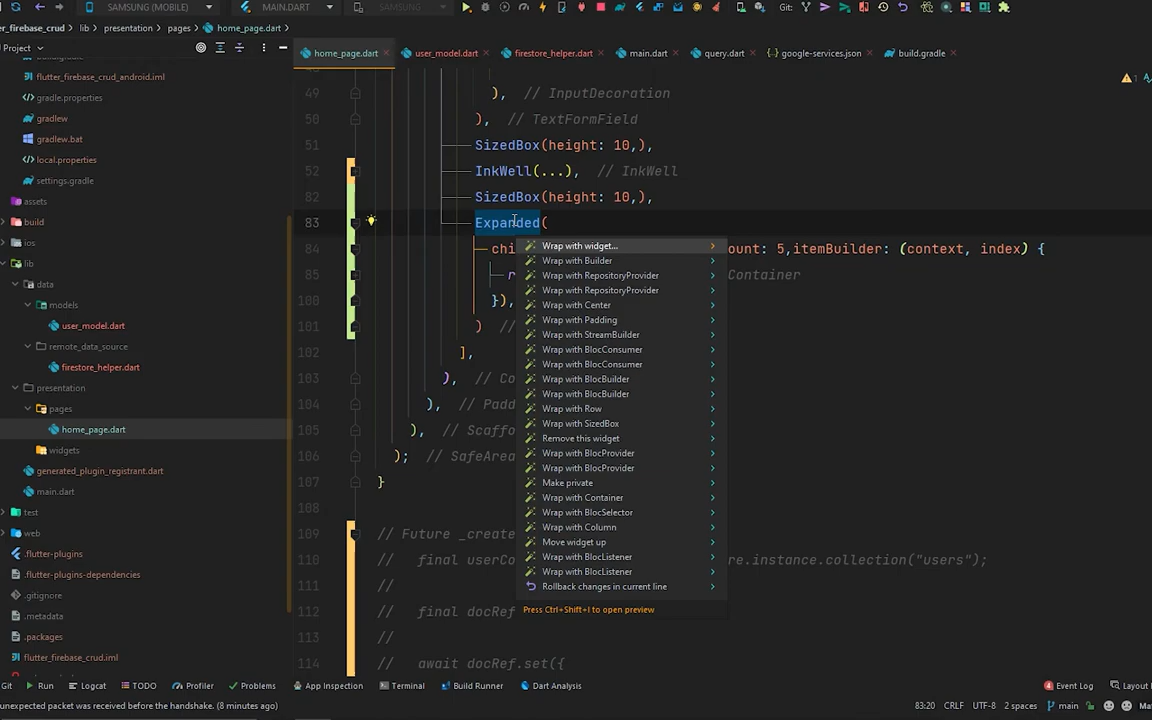 SAMSUNG (MOBILE)
MAIN.DART
SAMSUNG
Git:
er_firebase_crud
lib
presentation
pages
home_page.dart
Project
home_page.dart
user_model.dart
firestore_helper.dart
main.dart
query.dart
google-services.json
build.gradle
flutter_firebase_crud_android.iml
gradle.properties
gradlew
gradlew.bat
local.properties
settings.gradle
assets
build
ios
lib
data
models
user_model.dart
remote_data_source
firestore_helper.dart
presentation
pages
home_page.dart
widgets
generated_plugin_registrant.dart
main.dart
test
web
.flutter-plugins
.flutter-plugins-dependencies
.gitignore
.metadata
.packages
flutter_firebase_crud.iml
1
49 ), // InputDecoration
50 ), // TextFormField
51 SizedBox(height: 10,),
52 InkWell(...), // InkWell
82 SizedBox(height: 10,),
83 Expanded(
84 chi ount: 5,itemBuilder: (context, index) {
85 r Container
100 }),
101 ) //
102 ],
103 ), // Co
104 ), // Padd
105 ), // Scaffo
106 ); // SafeArea
107 }
108
109 // Future _create
110 // final userCo re.instance.collection("users");
111 //
112 // final docRef
113 //
114 // await docRef.set({
Wrap with widget...
Wrap with Builder
Wrap with RepositoryProvider
Wrap with RepositoryProvider
Wrap with Center
Wrap with Padding
Wrap with StreamBuilder
Wrap with BlocConsumer
Wrap with BlocConsumer
Wrap with BlocBuilder
Wrap with BlocBuilder
Wrap with Row
Wrap with SizedBox
Remove this widget
Wrap with BlocProvider
Wrap with BlocProvider
Make private
Wrap with Container
Wrap with BlocSelector
Wrap with Column
Move widget up
Wrap with BlocListener
Wrap with BlocListener
Rollback changes in current line
Press Ctrl+Shift+I to open preview
Git
Run
Logcat
TODO
Profiler
Problems
App Inspection
Terminal
Build Runner
Dart Analysis
Event Log
Layout
unexpected packet was received before the handshake. (8 minutes ago)
83:20
CRLF
UTF-8
2 spaces
main